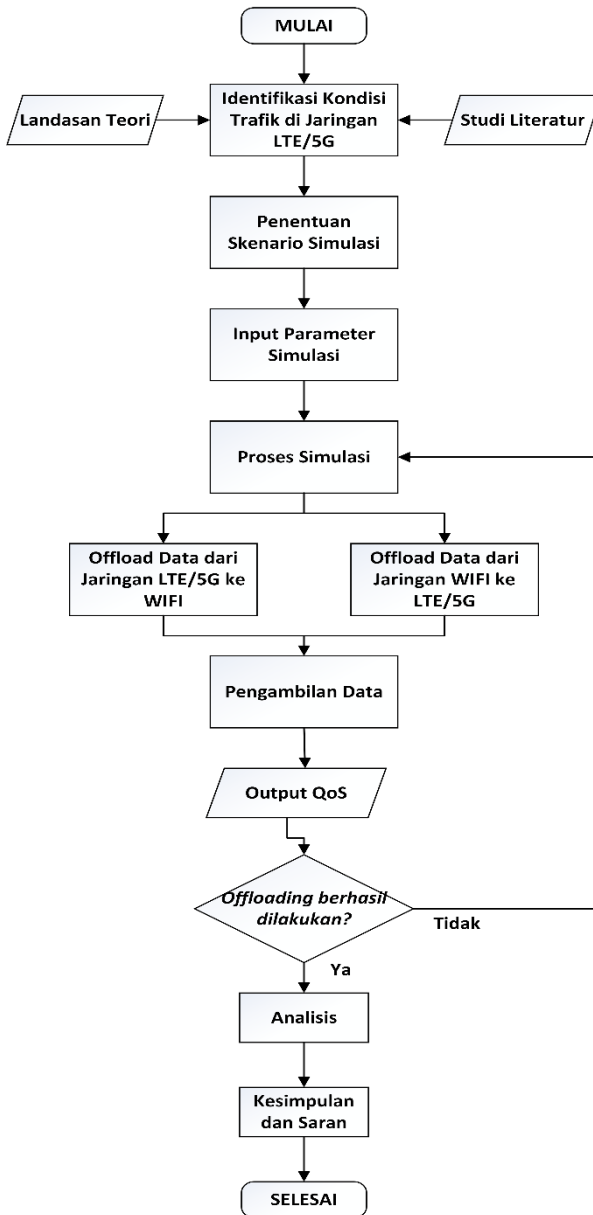 MULAI
Landasan Teori
Identifikasi Kondisi
Trafik di Jaringan
LTE/5G
Studi Literatur
Penentuan
Skenario Simulasi
Input Parameter
Simulasi
Proses Simulasi
Offload Data dari
Jaringan LTE/5G ke
WIFI
Offload Data dari
Jaringan WIFI ke
LTE/5G
Pengambilan Data
Output QoS
Offloading berhasil
dilakukan?
Tidak
Ya
Analisis
Kesimpulan
dan Saran
SELESAI